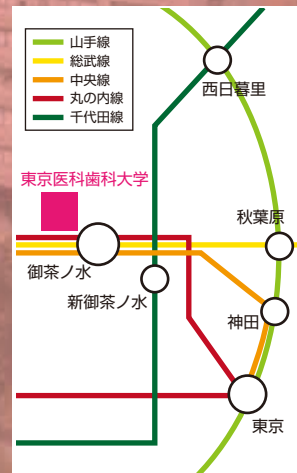 山手線
総武線
中央線
丸の内線
千代田線
西日暮里
東京医科歯科大学
秋葉原
御茶ノ水
新御茶ノ水
神田
東京